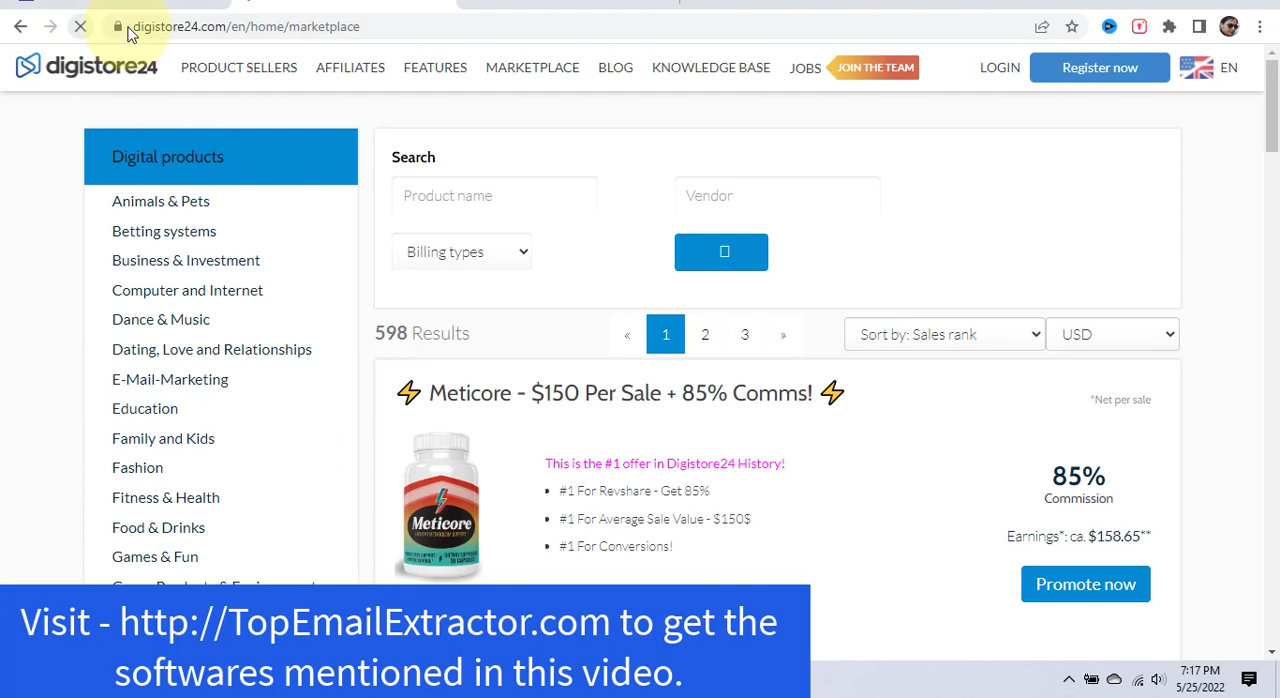 digistore24.com/en/home/marketplace
digistore24 PRODUCT SELLERS AFFILIATES FEATURES MARKETPLACE BLOG KNOWLEDGE BASE JOBS JOIN THE TEAM LOGIN Register now EN
Digital products
Animals & Pets
Betting systems
Business & Investment
Computer and Internet
Dance & Music
Dating, Love and Relationships
E-Mail-Marketing
Education
Family and Kids
Fashion
Fitness & Health
Food & Drinks
Games & Fun
Search
Product name Vendor
Billing types
598 Results « 1 2 3 » Sort by: Sales rank USD
Meticore - $150 Per Sale + 85% Comms!
*Net per sale
This is the #1 offer in Digistore24 History!
#1 For Revshare - Get 85%
#1 For Average Sale Value - $150$
#1 For Conversions!
Meticore
85%
Commission
Earnings*: ca. $158.65**
Promote now
Visit - http://TopEmailExtractor.com to get the
softwares mentioned in this video.
7:17 PM
5/25/2022